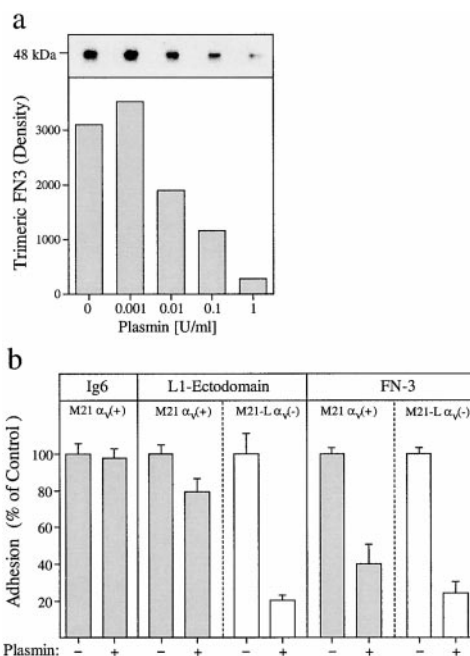 a
48 kDa
Trimeric FN3 (Density)
3000
2000
1000
0
0 0.001 0.01 0.1 1
Plasmin [U/ml]
b
Ig6 L1-Ectodomain FN-3
M21 αv(+) M21 αv(+) M21-L αv(-) M21 αv(+) M21-L αv(-)
Adhesion (% of Control)
100
80
60
40
20
Plasmin: – + – + – + – + – +